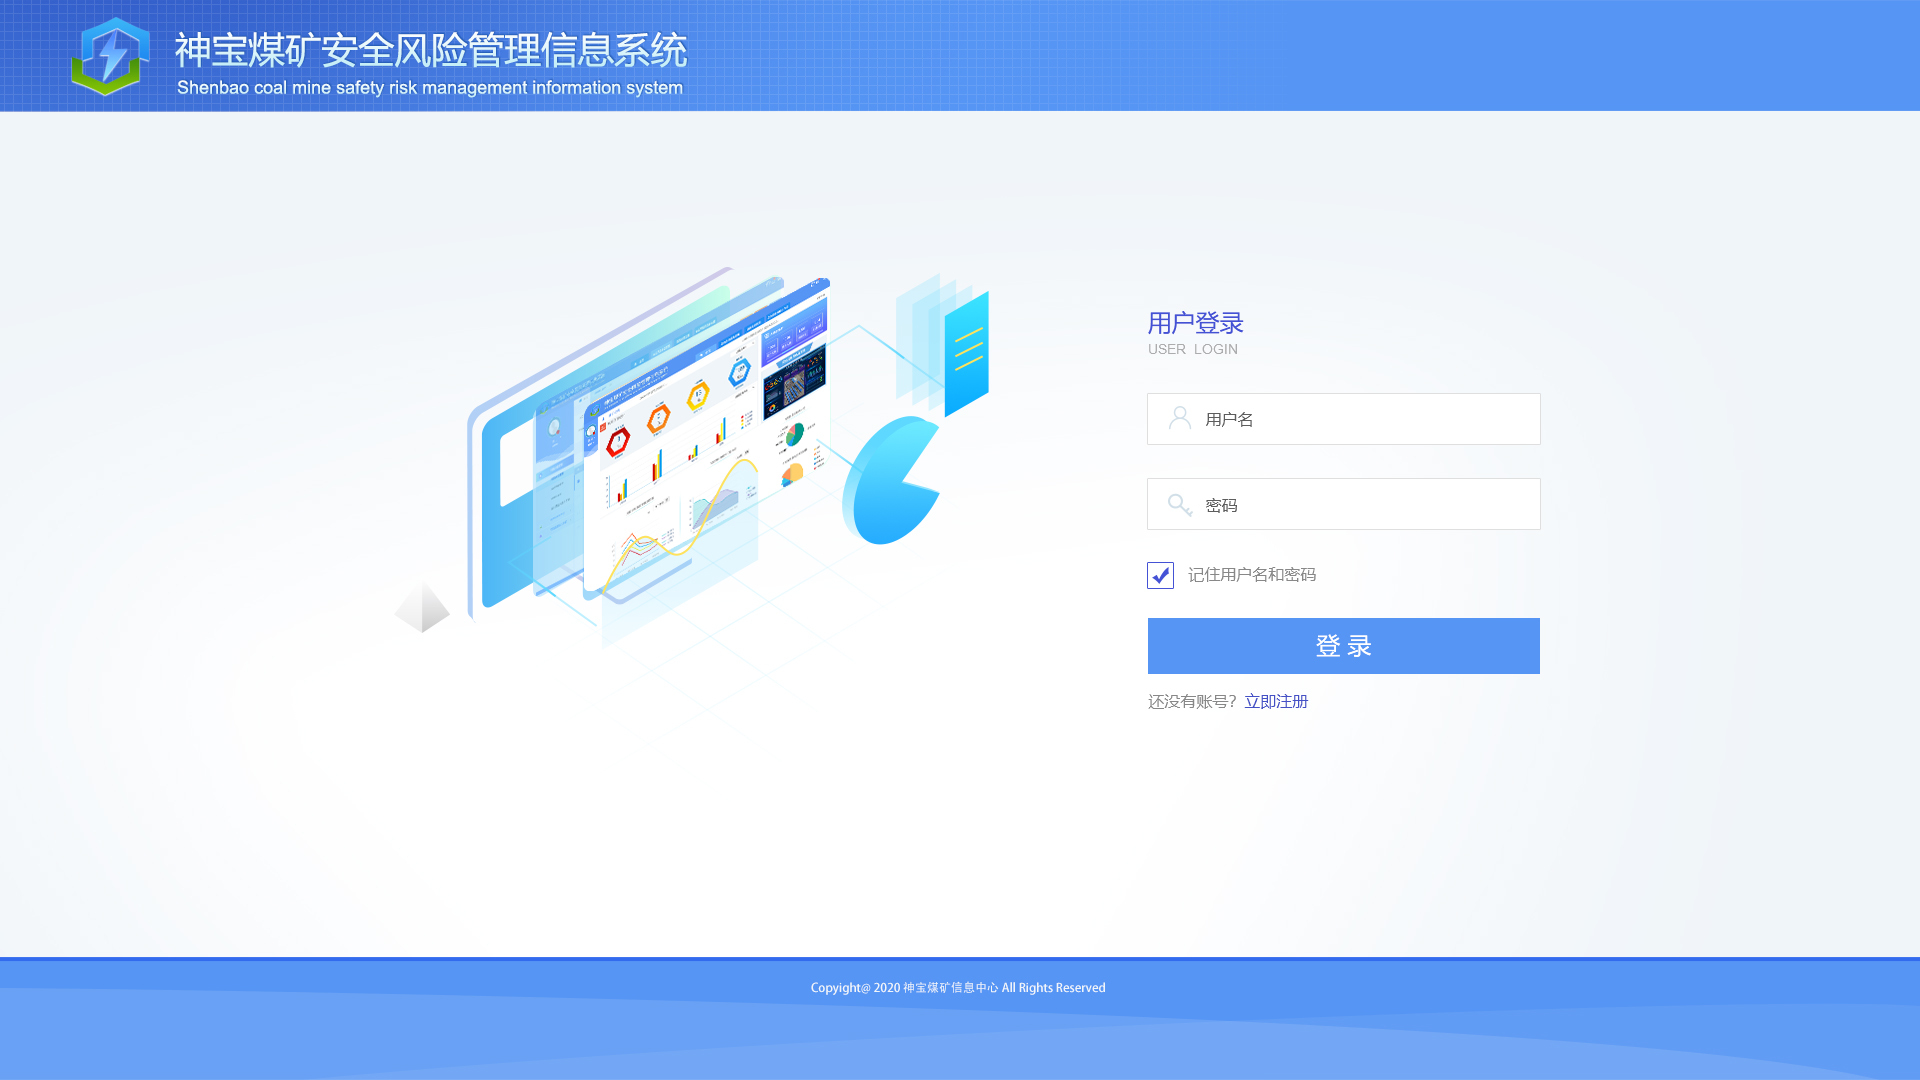 神宝煤矿安全风险管理信息系统
Shenbao coal mine safety risk management information system
用户登录
USER LOGIN
用户名
密码
记住用户名和密码
登 录
还没有账号? 立即注册
Copyight@ 2020 神宝煤矿信息中心 All Rights Reserved